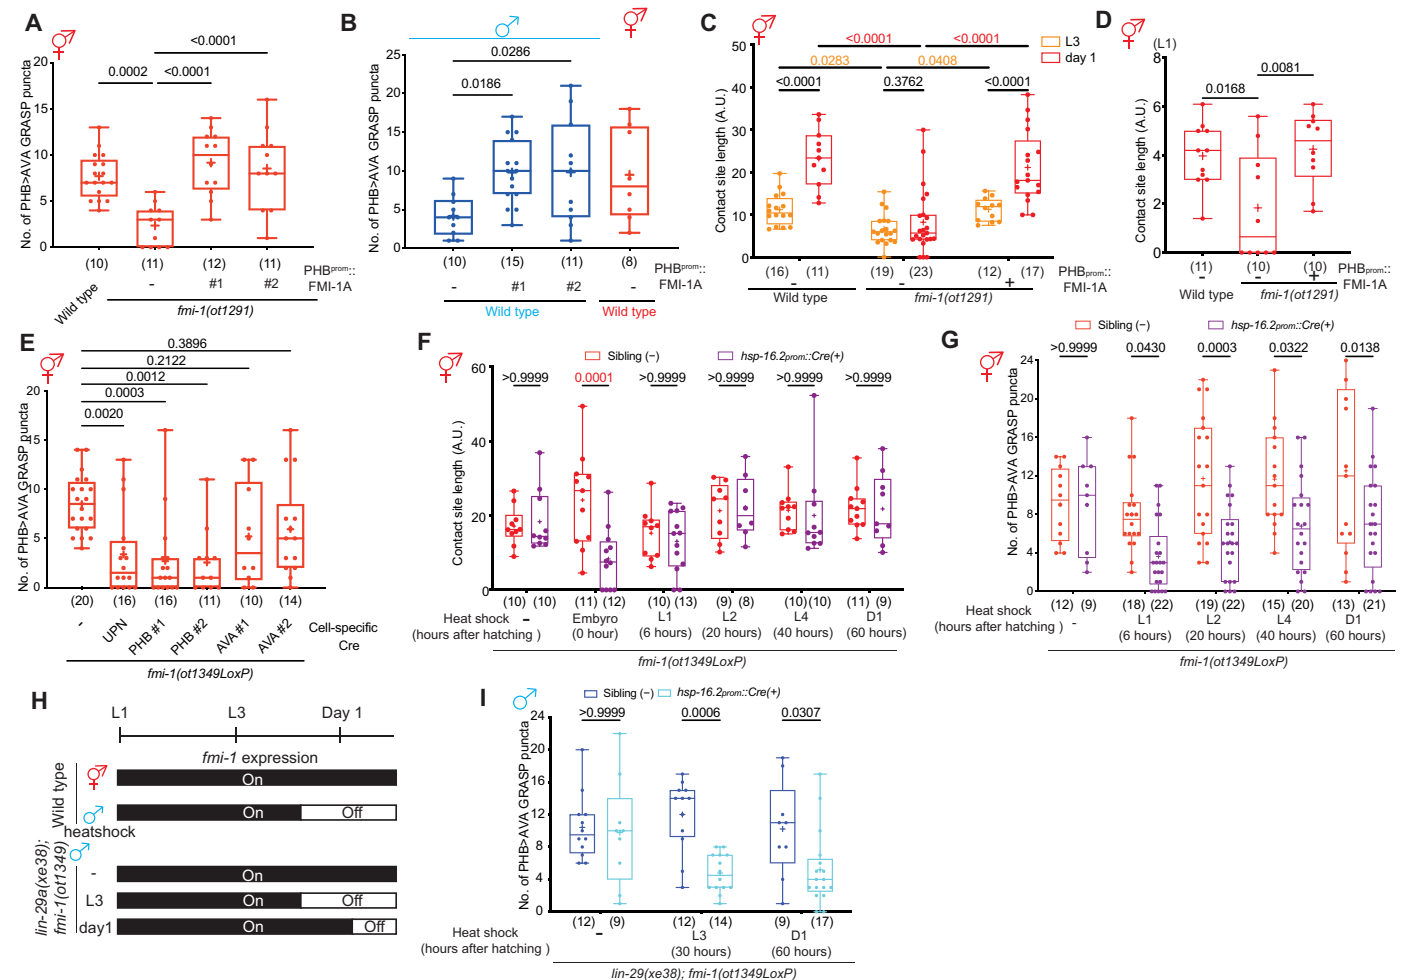 A
No. of PHB>AVA GRASP puncta
20
15
10
5
0
<0.0001
0.0002
<0.0001
(10)
(11)
(12)
(11)
Wild type
-
#1
#2
PHBprom::
FMI-1A
fmi-1(ot1291)
B
No. of PHB>AVA GRASP puncta
25
20
15
10
5
0
0.0286
0.0186
(10)
(15)
(11)
(8)
-
#1
#2
-
PHBprom::
FMI-1A
Wild type
Wild type
C
Contact site length (A.U.)
50
40
30
20
10
0
L3
day 1
<0.0001
<0.0001
0.0283
0.0408
<0.0001
0.3762
<0.0001
(16)
(11)
(19)
(23)
(12)
(17)
-
-
+
PHBprom::
FMI-1A
Wild type
fmi-1(ot1291)
D
(L1)
Contact site length (A.U.)
8
6
4
2
0
0.0081
0.0168
(11)
(10)
(10)
-
-
+
PHBprom::
FMI-1A
Wild type
fmi-1(ot1291)
E
No. of PHB>AVA GRASP puncta
20
15
10
5
0
0.3896
0.2122
0.0012
0.0003
0.0020
(20)
(16)
(16)
(11)
(10)
(14)
-
UPN
PHB #1
PHB #2
AVA #1
AVA #2
Cell-specific
Cre
fmi-1(ot1349LoxP)
F
Sibling (−)
hsp-16.2prom::Cre(+)
Contact site length (A.U.)
60
40
20
0
>0.9999
0.0001
>0.9999
>0.9999
>0.9999
>0.9999
(10)
(10)
(11)
(12)
(10)
(13)
(9)
(8)
(10)
(10)
(11)
(9)
Heat shock
(hours after hatching)
-
Embyro
(0 hour)
L1
(6 hours)
L2
(20 hours)
L4
(40 hours)
D1
(60 hours)
fmi-1(ot1349LoxP)
G
Sibling (−)
hsp-16.2prom::Cre(+)
No. of PHB>AVA GRASP puncta
24
20
16
12
8
4
0
>0.9999
0.0430
0.0003
0.0322
0.0138
(12)
(9)
(18)
(22)
(19)
(22)
(15)
(20)
(13)
(21)
Heat shock
(hours after hatching)
-
L1
(6 hours)
L2
(20 hours)
L4
(40 hours)
D1
(60 hours)
fmi-1(ot1349LoxP)
H
L1
L3
Day 1
fmi-1 expression
Wild type
On
On
Off
heatshock
lin-29a(xe38);
fmi-1(ot1349)
-
On
L3
On
Off
day1
On
Off
I
Sibling (−)
hsp-16.2prom::Cre(+)
No. of PHB>AVA GRASP puncta
24
20
16
12
8
4
0
>0.9999
0.0006
0.0307
(12)
(9)
(12)
(14)
(9)
(17)
Heat shock
(hours after hatching )
-
L3
(30 hours)
D1
(60 hours)
lin-29(xe38); fmi-1(ot1349LoxP)